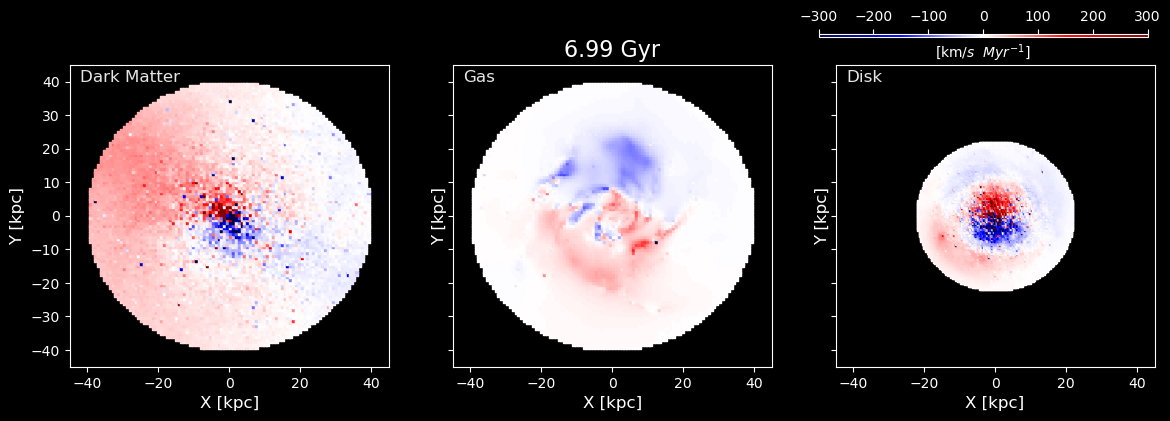 −300 −200 −100 0 100 200 300
[km/s Myr⁻¹]
6.99 Gyr
Dark Matter
Gas
Disk
Y [kpc]
40
30
20
10
0
−10
−20
−30
−40
−40 −20 0 20 40
X [kpc]
Y [kpc]
−40 −20 0 20 40
X [kpc]
Y [kpc]
−40 −20 0 20 40
X [kpc]